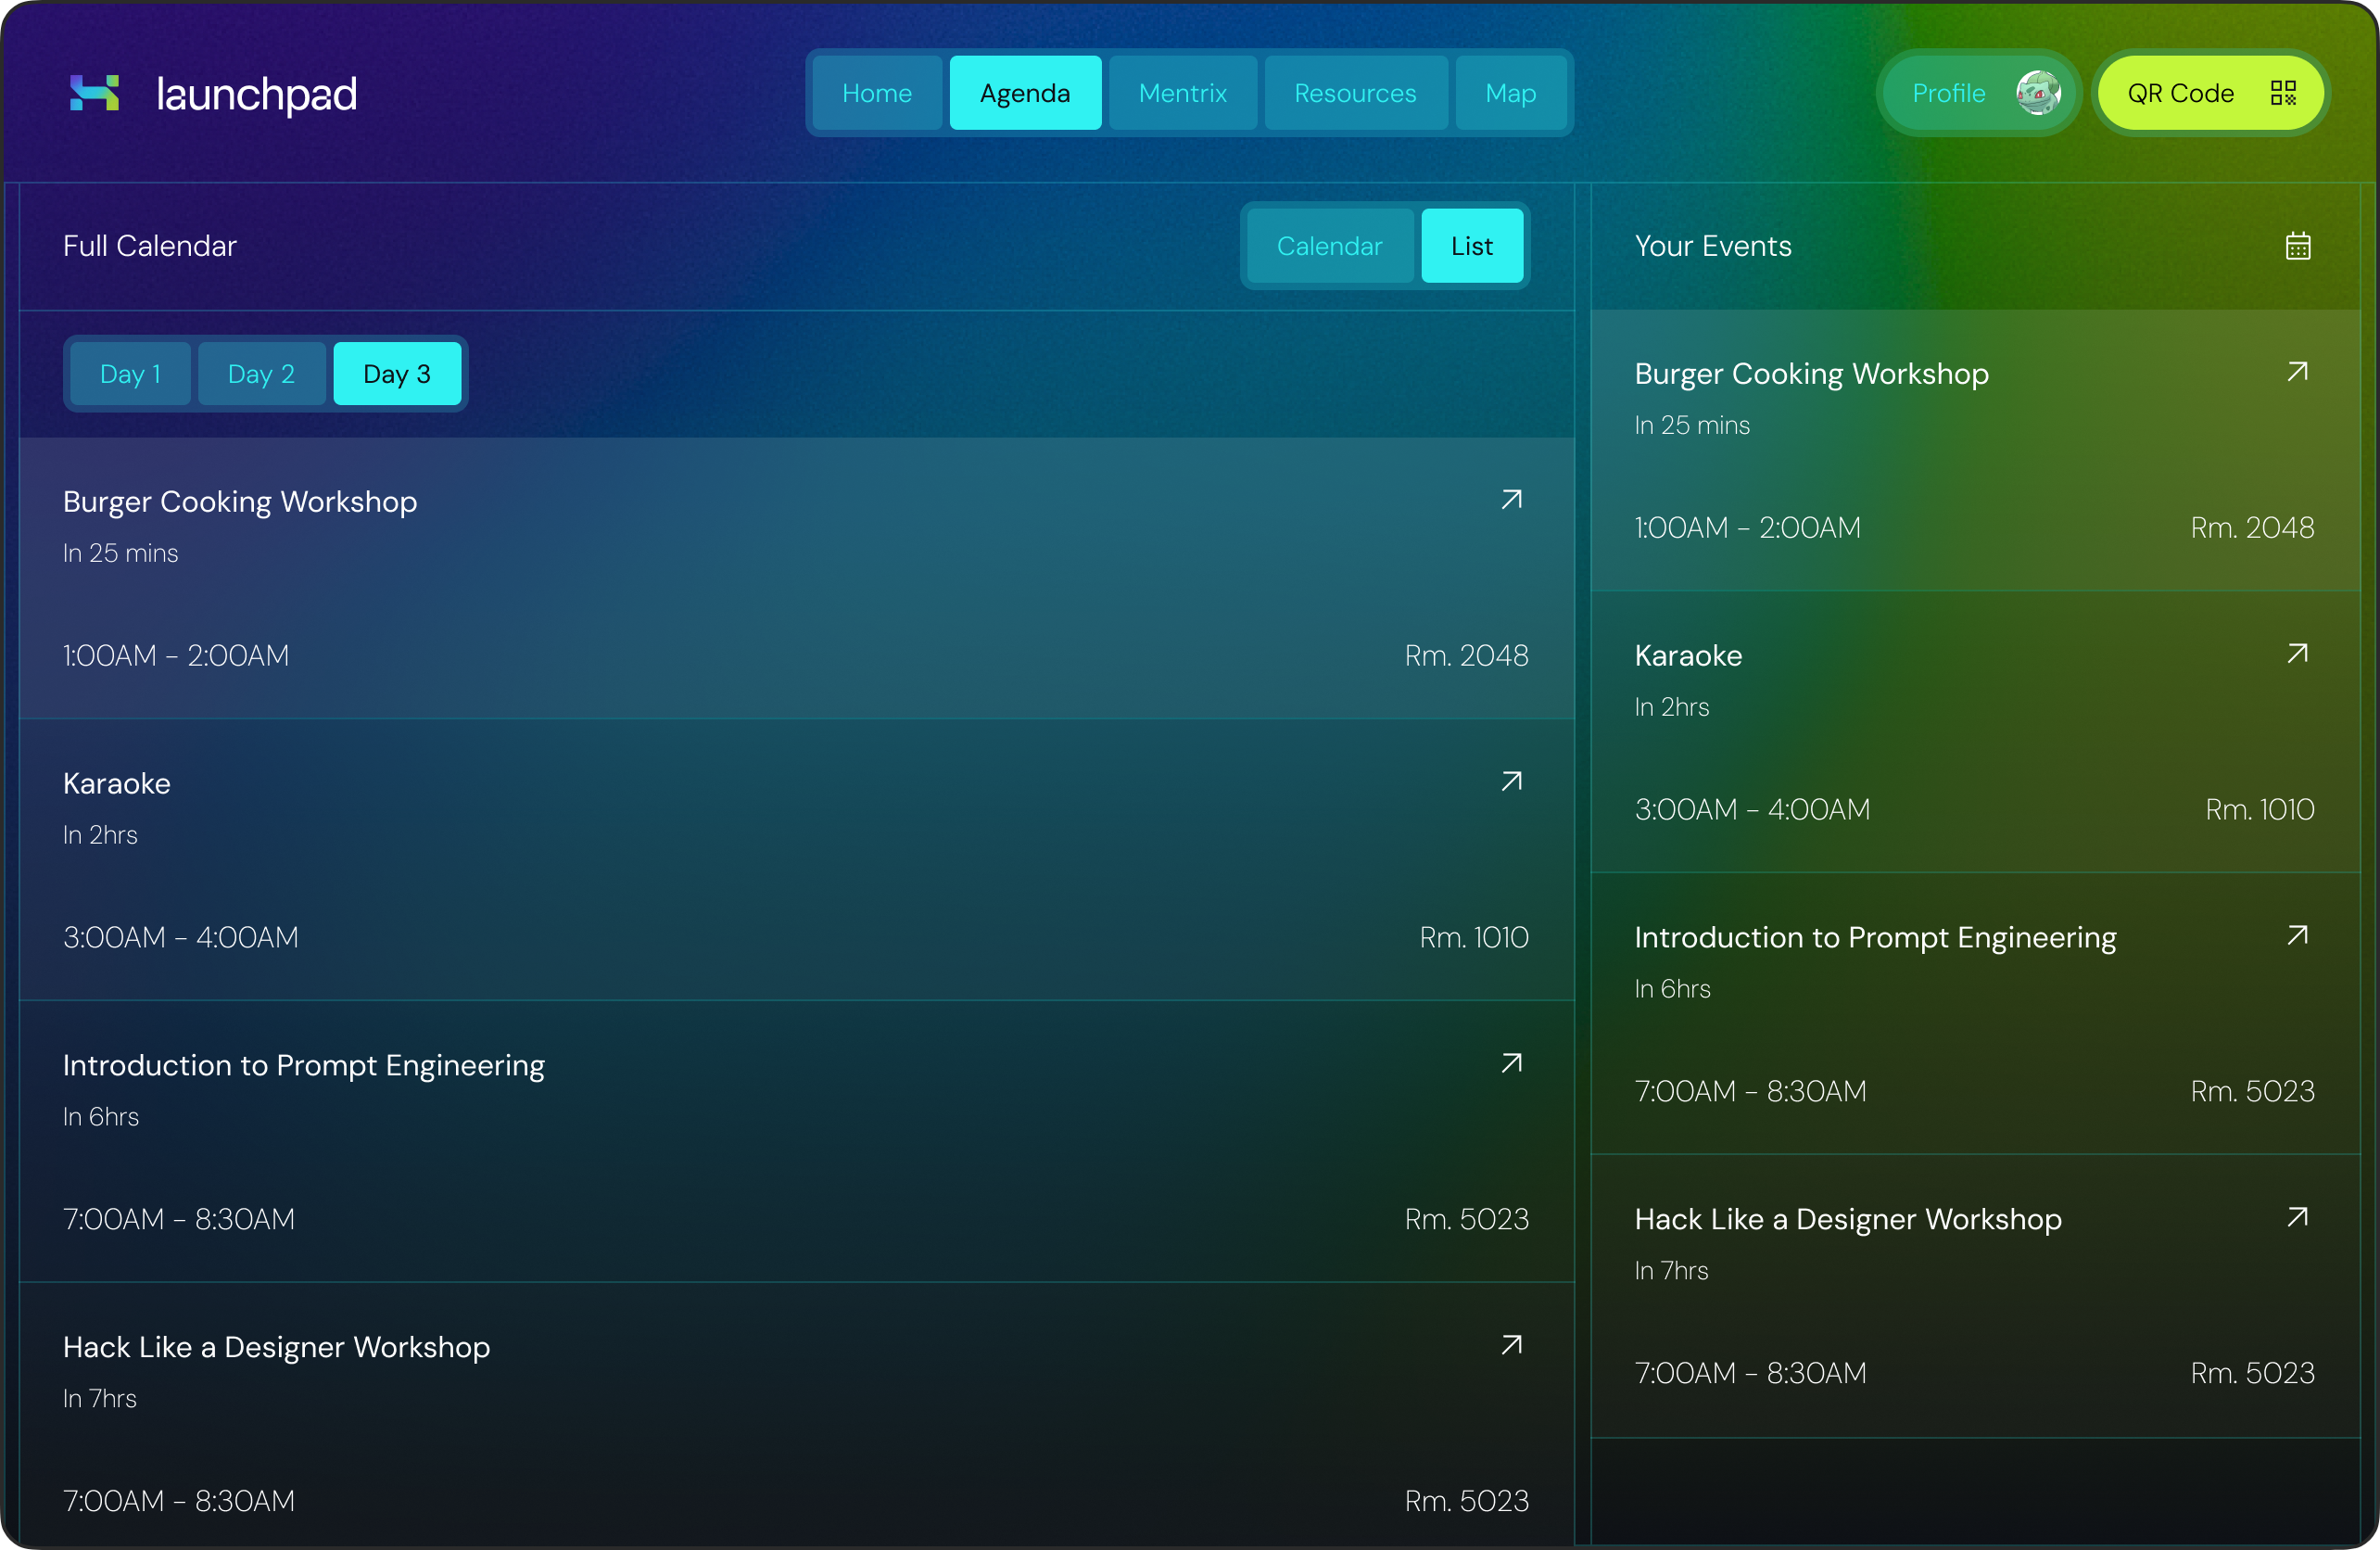 launchpad
Home
Agenda
Mentrix
Resources
Map
Profile
QR Code
Full Calendar
Calendar
List
Day 1
Day 2
Day 3
Burger Cooking Workshop
In 25 mins
1:00AM - 2:00AM
Rm. 2048
Karaoke
In 2hrs
3:00AM - 4:00AM
Rm. 1010
Introduction to Prompt Engineering
In 6hrs
7:00AM - 8:30AM
Rm. 5023
Hack Like a Designer Workshop
In 7hrs
7:00AM - 8:30AM
Rm. 5023
Your Events
Burger Cooking Workshop
In 25 mins
1:00AM - 2:00AM
Rm. 2048
Karaoke
In 2hrs
3:00AM - 4:00AM
Rm. 1010
Introduction to Prompt Engineering
In 6hrs
7:00AM - 8:30AM
Rm. 5023
Hack Like a Designer Workshop
In 7hrs
7:00AM - 8:30AM
Rm. 5023